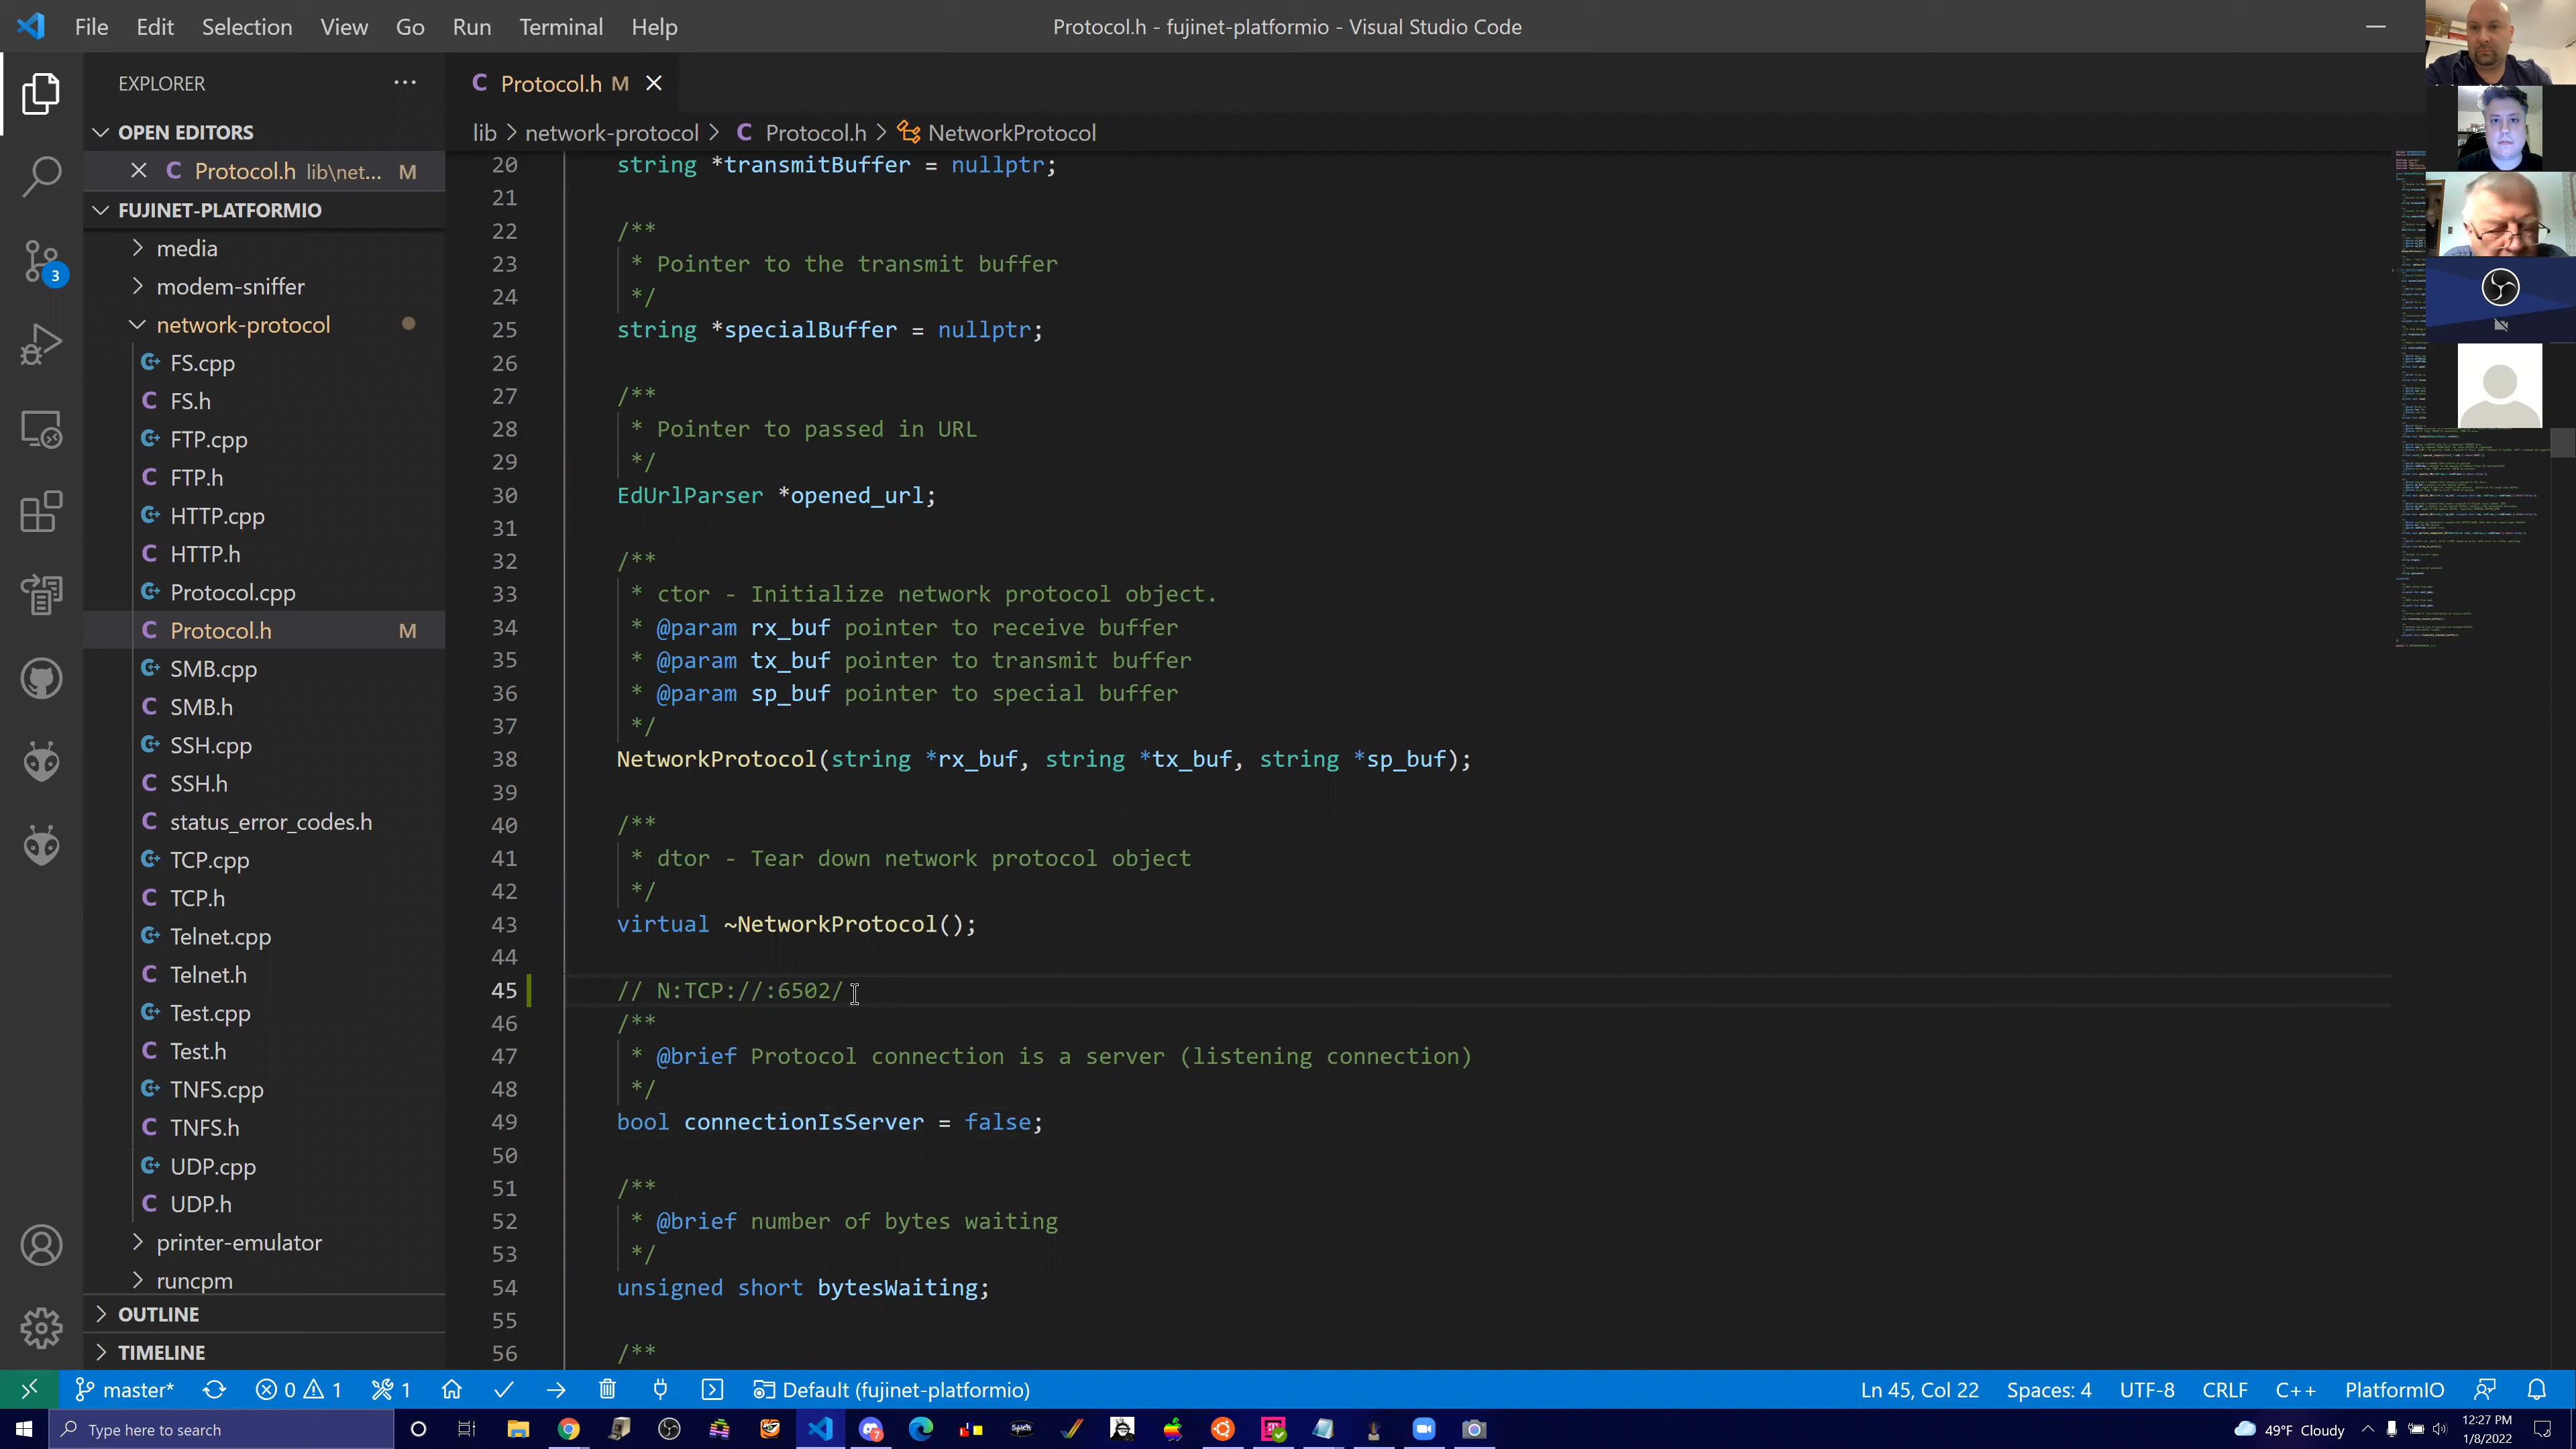 File Edit Selection View Go Run Terminal Help
Protocol.h - fujinet-platformio - Visual Studio Code
EXPLORER ···
OPEN EDITORS
Protocol.h lib\net... M
FUJINET-PLATFORMIO
media
modem-sniffer
network-protocol
FS.cpp
FS.h
FTP.cpp
FTP.h
HTTP.cpp
HTTP.h
Protocol.cpp
Protocol.h M
SMB.cpp
SMB.h
SSH.cpp
SSH.h
status_error_codes.h
TCP.cpp
TCP.h
Telnet.cpp
Telnet.h
Test.cpp
Test.h
TNFS.cpp
TNFS.h
UDP.cpp
UDP.h
printer-emulator
runcpm
OUTLINE
TIMELINE
3
C Protocol.h M
lib > network-protocol > C Protocol.h > NetworkProtocol
20 string *transmitBuffer = nullptr;
21
22 /**
23 * Pointer to the transmit buffer
24 */
25 string *specialBuffer = nullptr;
26
27 /**
28 * Pointer to passed in URL
29 */
30 EdUrlParser *opened_url;
31
32 /**
33 * ctor - Initialize network protocol object.
34 * @param rx_buf pointer to receive buffer
35 * @param tx_buf pointer to transmit buffer
36 * @param sp_buf pointer to special buffer
37 */
38 NetworkProtocol(string *rx_buf, string *tx_buf, string *sp_buf);
39
40 /**
41 * dtor - Tear down network protocol object
42 */
43 virtual ~NetworkProtocol();
44
45 // N:TCP://:6502/
46 /**
47 * @brief Protocol connection is a server (listening connection)
48 */
49 bool connectionIsServer = false;
50
51 /**
52 * @brief number of bytes waiting
53 */
54 unsigned short bytesWaiting;
55
56 /**
master* 0 1 1 Default (fujinet-platformio)
Ln 45, Col 22 Spaces: 4 UTF-8 CRLF C++ PlatformIO
Type here to search
49°F Cloudy
12:27 PM
1/8/2022